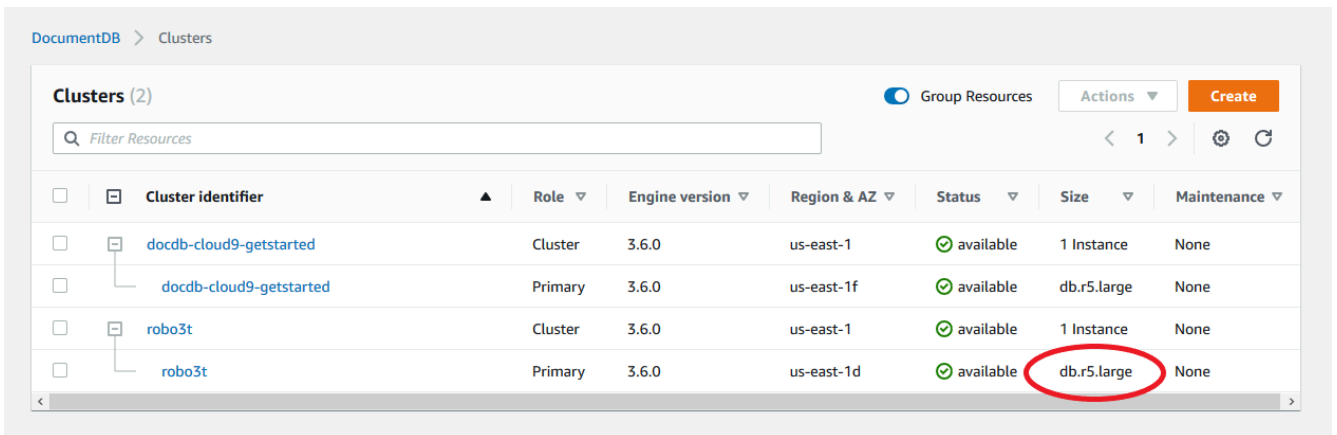 DocumentDB > Clusters
Clusters (2)
Group Resources
Actions
Create
Filter Resources
< 1 >
Cluster identifier Role Engine version Region & AZ Status Size Maintenance
docdb-cloud9-getstarted Cluster 3.6.0 us-east-1 available 1 Instance None
docdb-cloud9-getstarted Primary 3.6.0 us-east-1f available db.r5.large None
robo3t Cluster 3.6.0 us-east-1 available 1 Instance None
robo3t Primary 3.6.0 us-east-1d available db.r5.large None